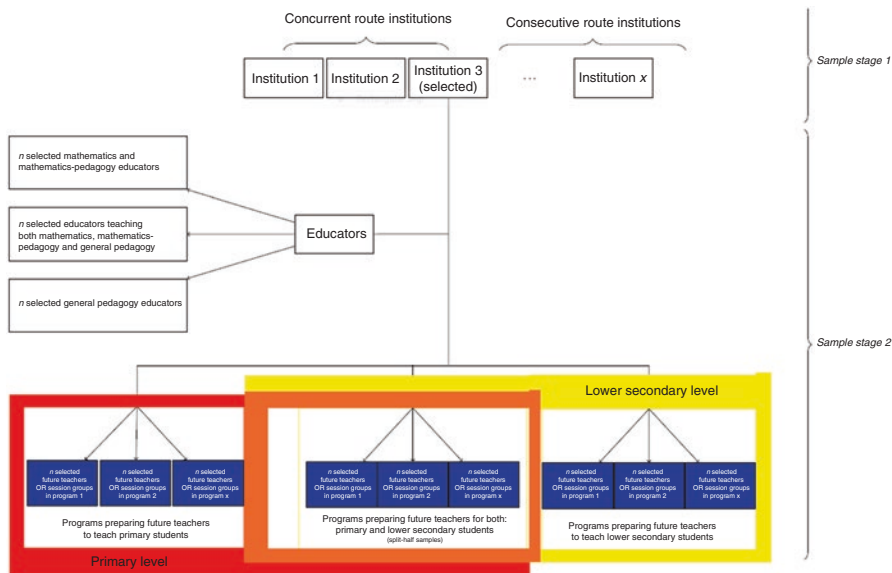 Concurrent route institutions
Consecutive route institutions
Institution 1
Institution 2
Institution 3
(selected)
...
Institution x
Sample stage 1
n selected mathematics and
mathematics-pedagogy educators
n selected educators teaching
both mathematics, mathematics-
pedagogy and general pedagogy
n selected general pedagogy educators
Educators
Sample stage 2
Lower secondary level
n selected
future teachers
OR session groups
in program 1
n selected
future teachers
OR session groups
in program 2
n selected
future teachers
OR session groups
in program x
Programs preparing future teachers
to teach primary students
n selected
future teachers
OR session groups
in program 1
n selected
future teachers
OR session groups
in program 2
n selected
future teachers
OR session groups
in program x
Programs preparing future teachers for both:
primary and lower secondary students
(split-half samples)
n selected
future teachers
OR session groups
in program 1
n selected
future teachers
OR session groups
in program 2
n selected
future teachers
OR session groups
in program x
Programs preparing future teachers
to teach lower secondary students
Primary level